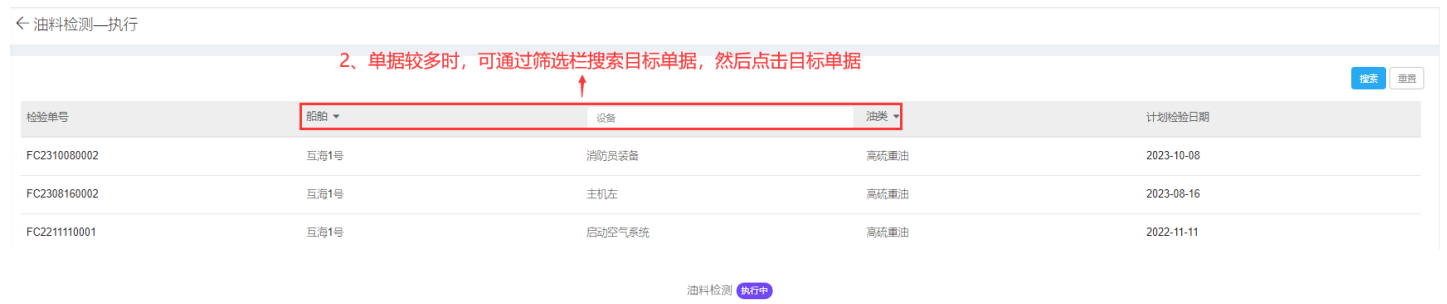 ←油料检测—执行
2、单据较多时，可通过筛选栏搜索目标单据，然后点击目标单据
搜索 重置
检验单号 船舶 设备 油类 计划检验日期
FC2310080002 互海1号 消防员装备 高硫重油 2023-10-08
FC2308160002 互海1号 主机左 高硫重油 2023-08-16
FC2211110001 互海1号 启动空气系统 高硫重油 2022-11-11
油料检测 执行中